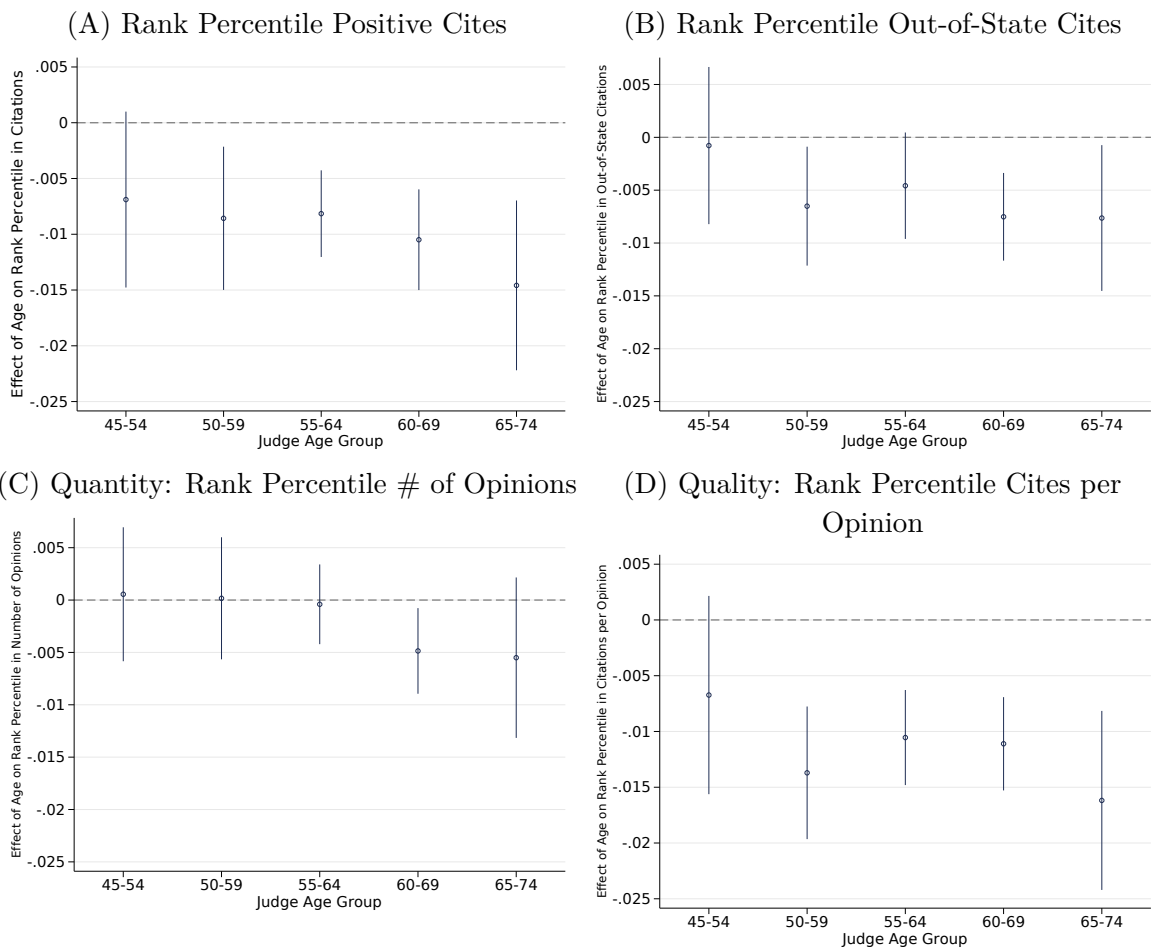 (A) Rank Percentile Positive Cites
Effect of Age on Rank Percentile in Citations
.005
0
-.005
-.01
-.015
-.02
-.025
45-54 50-59 55-64 60-69 65-74
Judge Age Group
(B) Rank Percentile Out-of-State Cites
Effect of Age on Rank Percentile in Out-of-State Citations
.005
0
-.005
-.01
-.015
-.02
-.025
45-54 50-59 55-64 60-69 65-74
Judge Age Group
(C) Quantity: Rank Percentile # of Opinions
Effect of Age on Rank Percentile in Number of Opinions
.005
0
-.005
-.01
-.015
-.02
-.025
45-54 50-59 55-64 60-69 65-74
Judge Age Group
(D) Quality: Rank Percentile Cites per
Opinion
Effect of Age on Rank Percentile in Citations per Opinion
.005
0
-.005
-.01
-.015
-.02
-.025
45-54 50-59 55-64 60-69 65-74
Judge Age Group